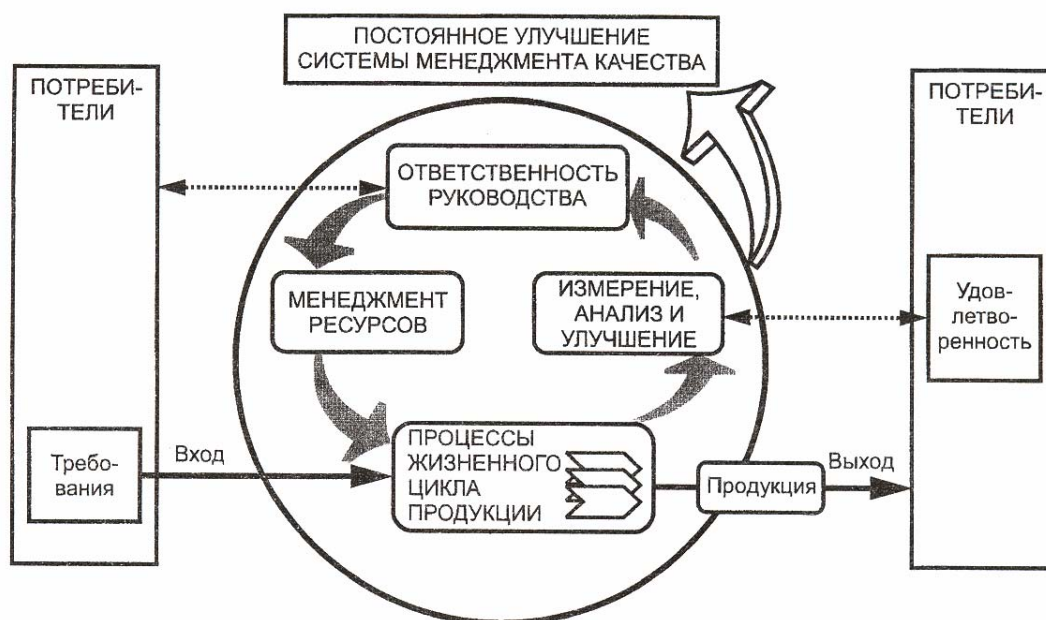 ПОСТОЯННОЕ УЛУЧШЕНИЕ
СИСТЕМЫ МЕНЕДЖМЕНТА КАЧЕСТВА
ПОТРЕБИ-
ТЕЛИ
ПОТРЕБИ-
ТЕЛИ
ОТВЕТСТВЕННОСТЬ
РУКОВОДСТВА
МЕНЕДЖМЕНТ
РЕСУРСОВ
ИЗМЕРЕНИЕ,
АНАЛИЗ И
УЛУЧШЕНИЕ
Удов-
летво-
ренность
Требо-
вания
Вход
ПРОЦЕССЫ
ЖИЗНЕННОГО
ЦИКЛА
ПРОДУКЦИИ
Продукция
Выход